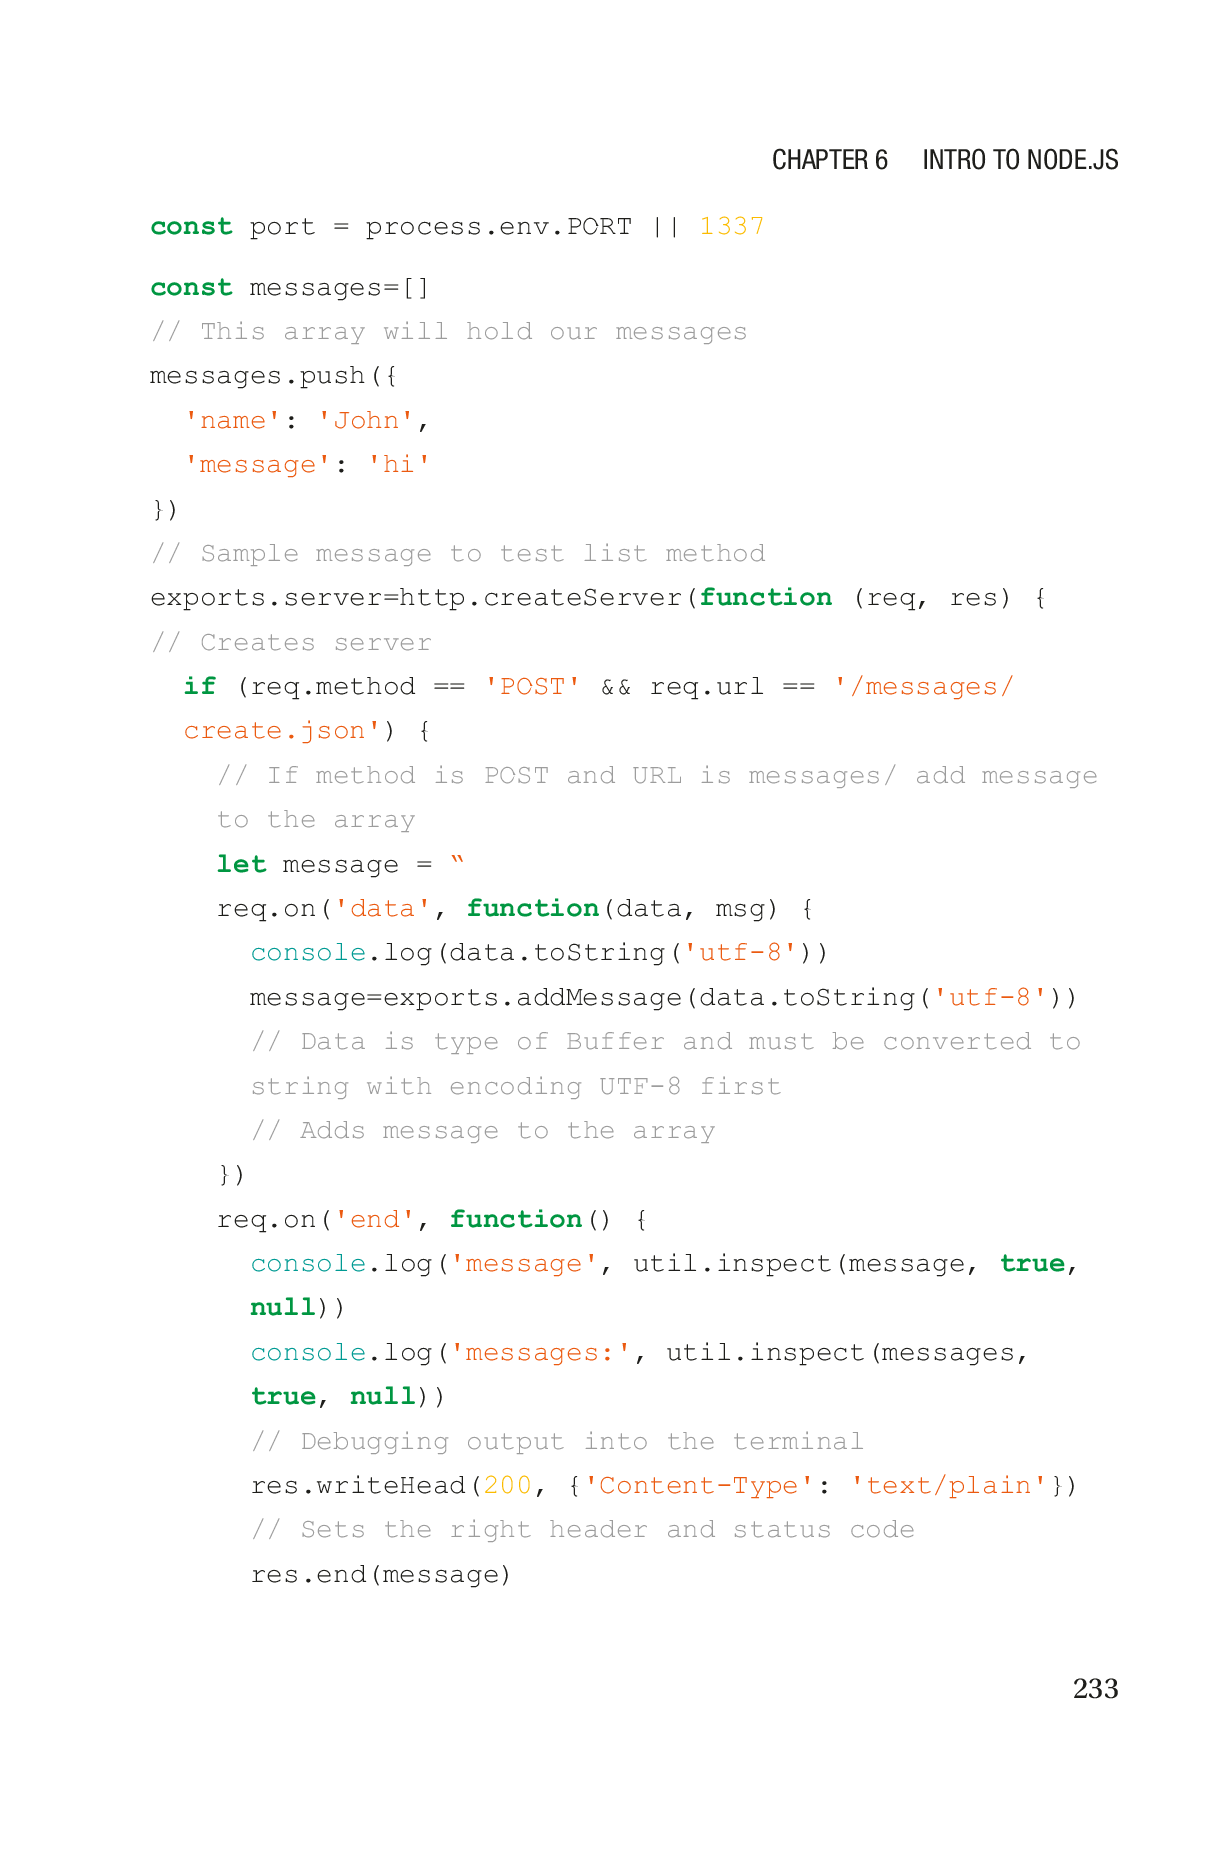 CHAPTER 6 INTRO TO NODE.JS
const port = process.env.PORT || 1337
const messages=[]
// This array will hold our messages
messages.push({
  'name': 'John',
  'message': 'hi'
})
// Sample message to test list method
exports.server=http.createServer(function (req, res) {
// Creates server
  if (req.method == 'POST' && req.url == '/messages/
  create.json') {
    // If method is POST and URL is messages/ add message
    to the array
    let message = “
    req.on('data', function(data, msg) {
      console.log(data.toString('utf-8'))
      message=exports.addMessage(data.toString('utf-8'))
      // Data is type of Buffer and must be converted to
      string with encoding UTF-8 first
      // Adds message to the array
    })
    req.on('end', function() {
      console.log('message', util.inspect(message, true,
      null))
      console.log('messages:', util.inspect(messages,
      true, null))
      // Debugging output into the terminal
      res.writeHead(200, {'Content-Type': 'text/plain'})
      // Sets the right header and status code
      res.end(message)
233